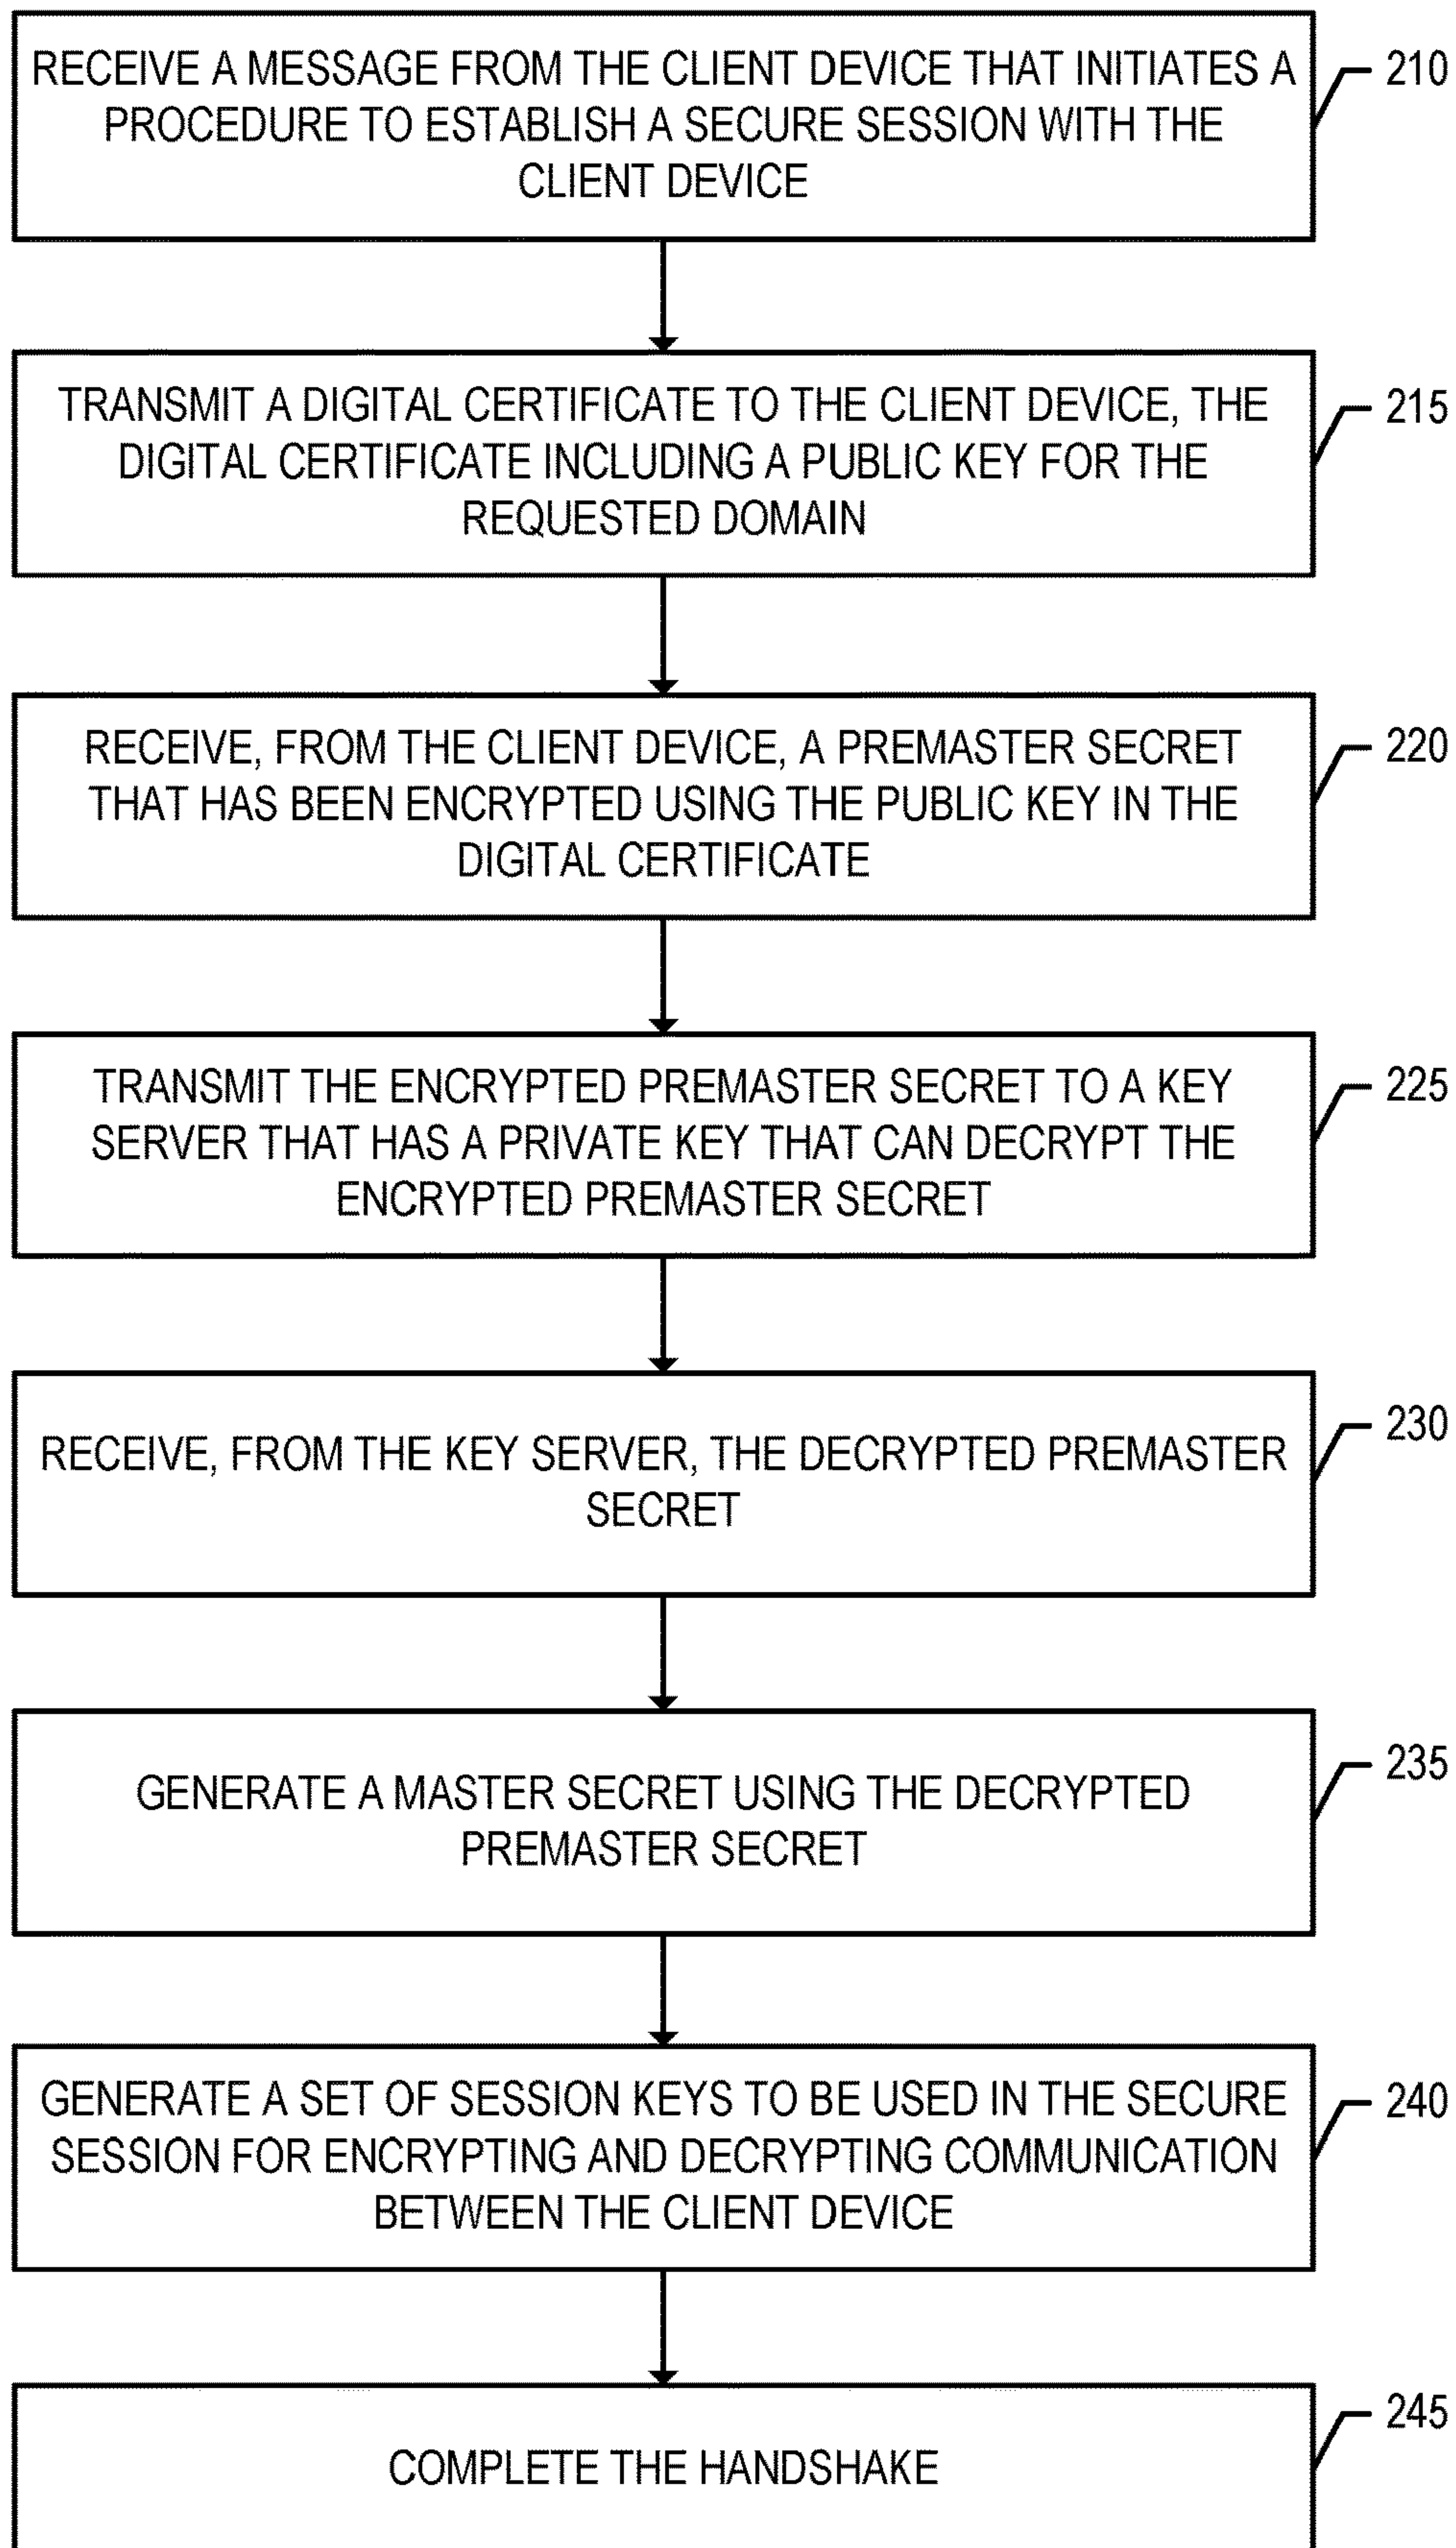 RECEIVE A MESSAGE FROM THE CLIENT DEVICE THAT INITIATES A
PROCEDURE TO ESTABLISH A SECURE SESSION WITH THE
CLIENT DEVICE
210
TRANSMIT A DIGITAL CERTIFICATE TO THE CLIENT DEVICE, THE
DIGITAL CERTIFICATE INCLUDING A PUBLIC KEY FOR THE
REQUESTED DOMAIN
215
RECEIVE, FROM THE CLIENT DEVICE, A PREMASTER SECRET
THAT HAS BEEN ENCRYPTED USING THE PUBLIC KEY IN THE
DIGITAL CERTIFICATE
220
TRANSMIT THE ENCRYPTED PREMASTER SECRET TO A KEY
SERVER THAT HAS A PRIVATE KEY THAT CAN DECRYPT THE
ENCRYPTED PREMASTER SECRET
225
RECEIVE, FROM THE KEY SERVER, THE DECRYPTED PREMASTER
SECRET
230
GENERATE A MASTER SECRET USING THE DECRYPTED
PREMASTER SECRET
235
GENERATE A SET OF SESSION KEYS TO BE USED IN THE SECURE
SESSION FOR ENCRYPTING AND DECRYPTING COMMUNICATION
BETWEEN THE CLIENT DEVICE
240
COMPLETE THE HANDSHAKE
245